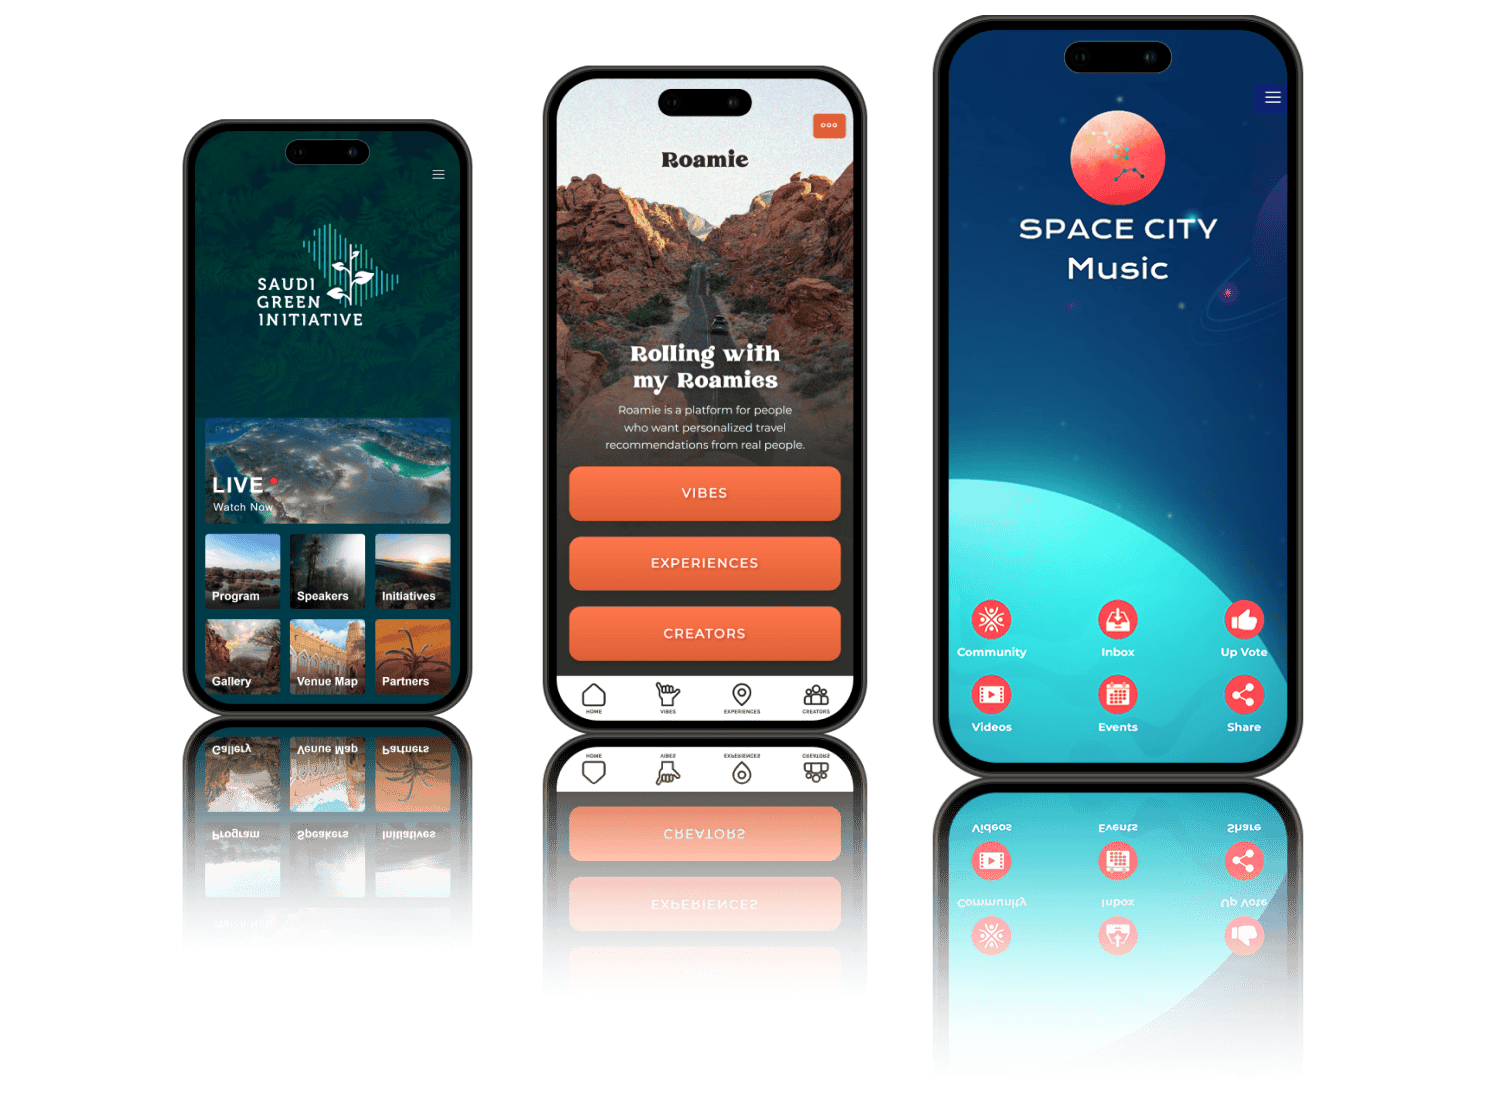 SAUDI
GREEN
INITIATIVE
LIVE
Watch Now
Program
Speakers
Initiatives
Gallery
Venue Map
Partners
Roamie
Rolling with
my Roamies
Roamie is a platform for people
who want personalized travel
recommendations from real people.
VIBES
EXPERIENCES
CREATORS
HOME
VIBES
EXPERIENCES
CREATORS
SPACE CITY
Music
Community
Inbox
Up Vote
Videos
Events
Share